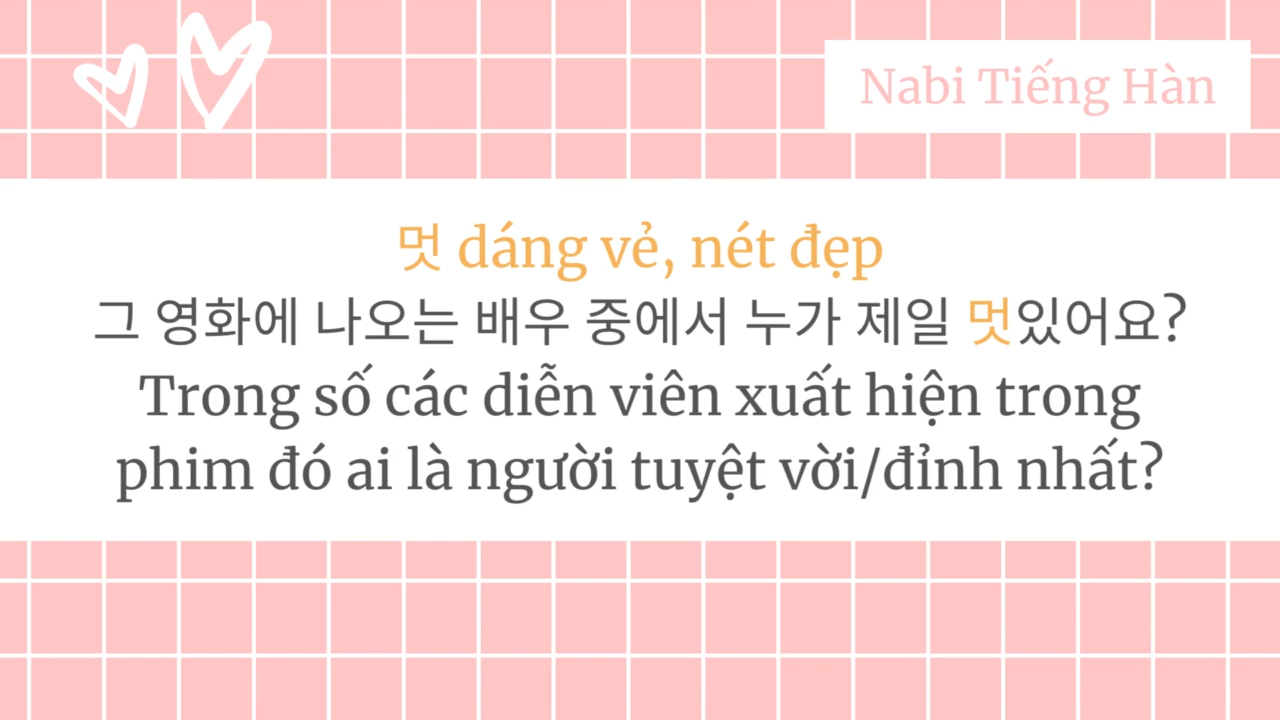 Nabi Tiếng Hàn
멋 dáng vẻ, nét đẹp
그 영화에 나오는 배우 중에서 누가 제일 멋있어요?
Trong số các diễn viên xuất hiện trong
phim đó ai là người tuyệt vời/đỉnh nhất?